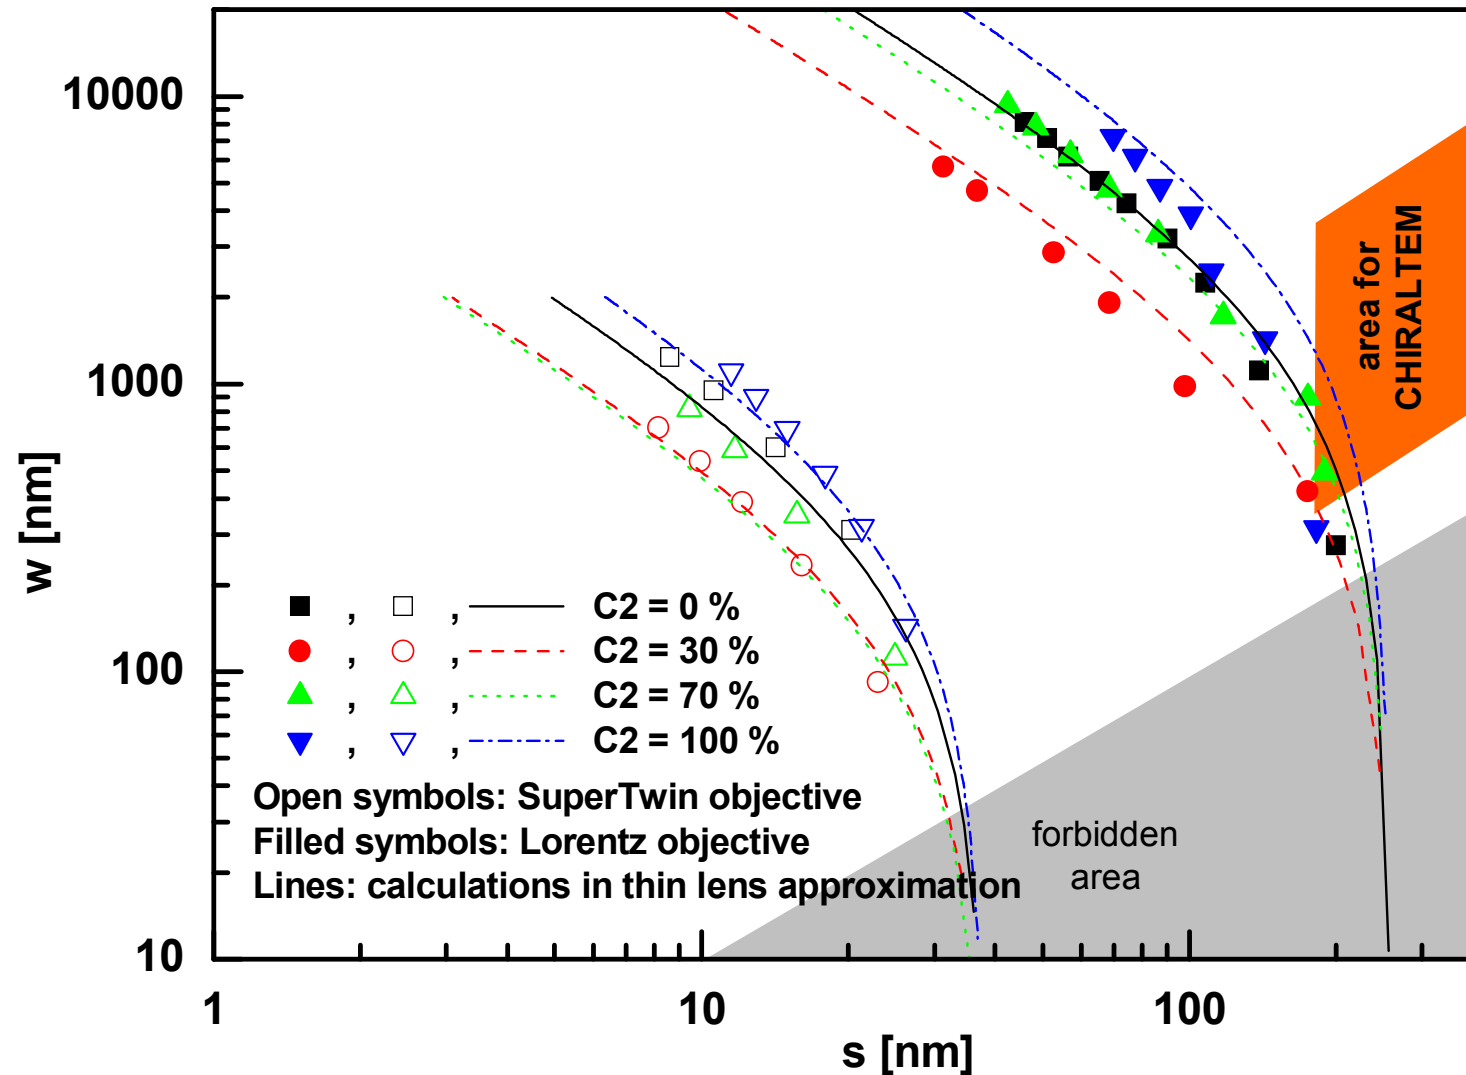 10000
1000
100
10
w [nm]
area for
CHIRALTEM
, , C2 = 0 %
, , C2 = 30 %
, , C2 = 70 %
, , C2 = 100 %
Open symbols: SuperTwin objective
Filled symbols: Lorentz objective
Lines: calculations in thin lens approximation
forbidden
area
1 10 100
s [nm]